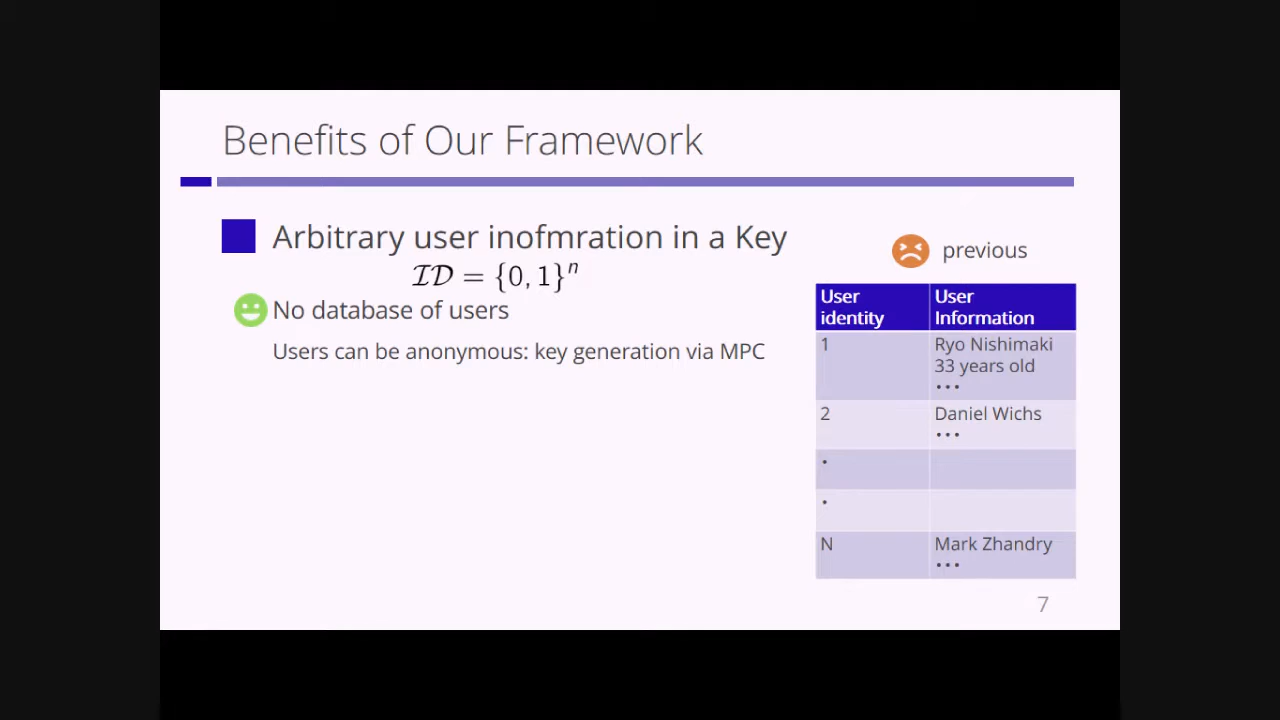 Benefits of Our Framework
Arbitrary user inofmration in a Key
𝓘𝓓 = {0, 1}ⁿ
No database of users
Users can be anonymous: key generation via MPC
previous
User identity | User Information
1 | Ryo Nishimaki
33 years old
•••
2 | Daniel Wichs
•••
•
•
N | Mark Zhandry
•••
7